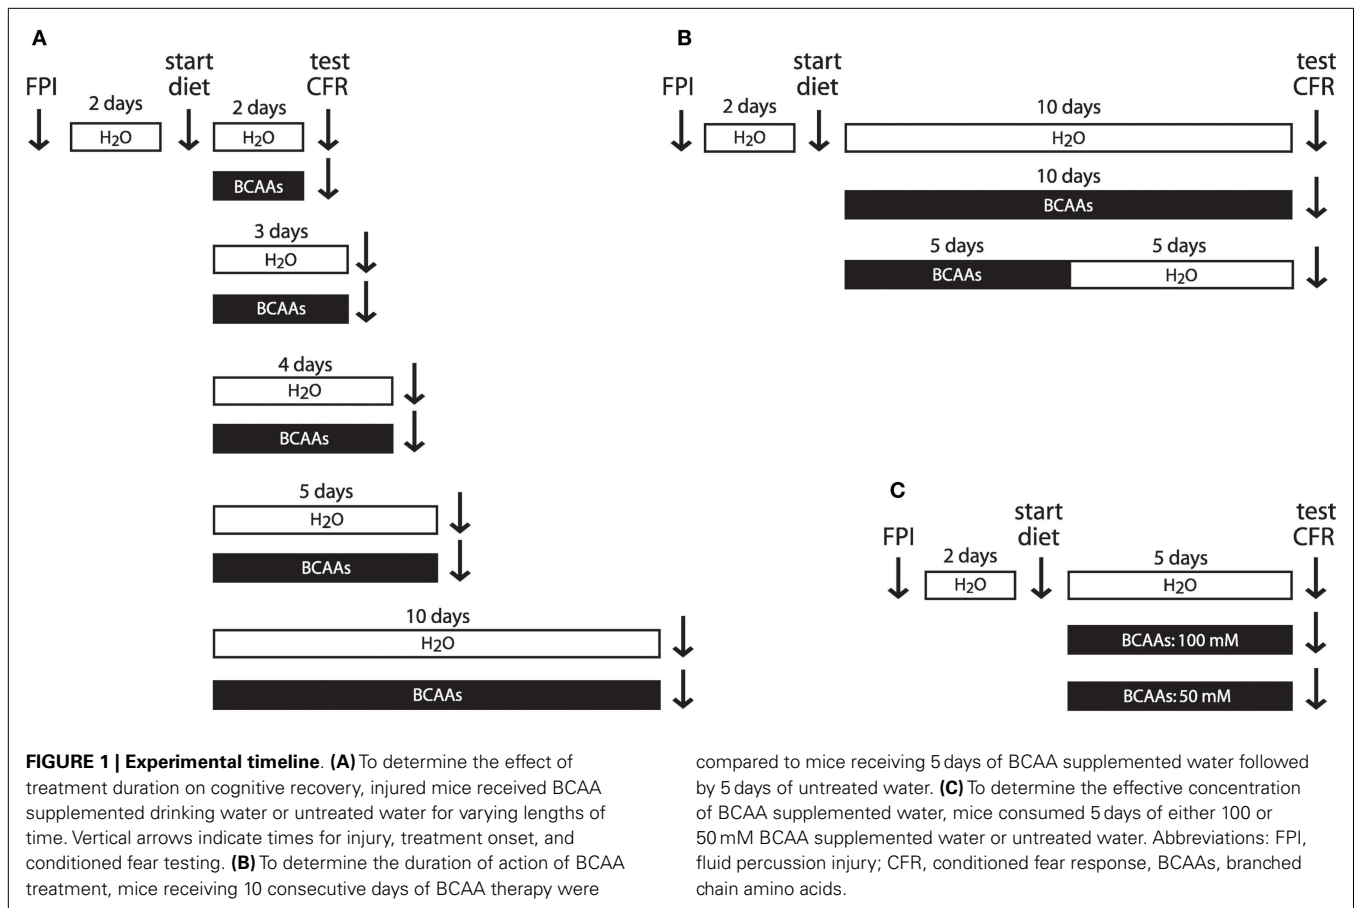 A
FPI
start
diet
test
CFR
2 days
2 days
H2O
H2O
BCAAs
3 days
H2O
BCAAs
4 days
H2O
BCAAs
5 days
H2O
BCAAs
10 days
H2O
BCAAs
B
FPI
start
diet
test
CFR
2 days
10 days
H2O
H2O
10 days
BCAAs
5 days
5 days
BCAAs
H2O
C
FPI
start
diet
test
CFR
2 days
5 days
H2O
H2O
BCAAs: 100 mM
BCAAs: 50 mM
FIGURE 1 | Experimental timeline. (A) To determine the effect of
treatment duration on cognitive recovery, injured mice received BCAA
supplemented drinking water or untreated water for varying lengths of
time. Vertical arrows indicate times for injury, treatment onset, and
conditioned fear testing. (B) To determine the duration of action of BCAA
treatment, mice receiving 10 consecutive days of BCAA therapy were
compared to mice receiving 5 days of BCAA supplemented water followed
by 5 days of untreated water. (C) To determine the effective concentration
of BCAA supplemented water, mice consumed 5 days of either 100 or
50 mM BCAA supplemented water or untreated water. Abbreviations: FPI,
fluid percussion injury; CFR, conditioned fear response, BCAAs, branched
chain amino acids.